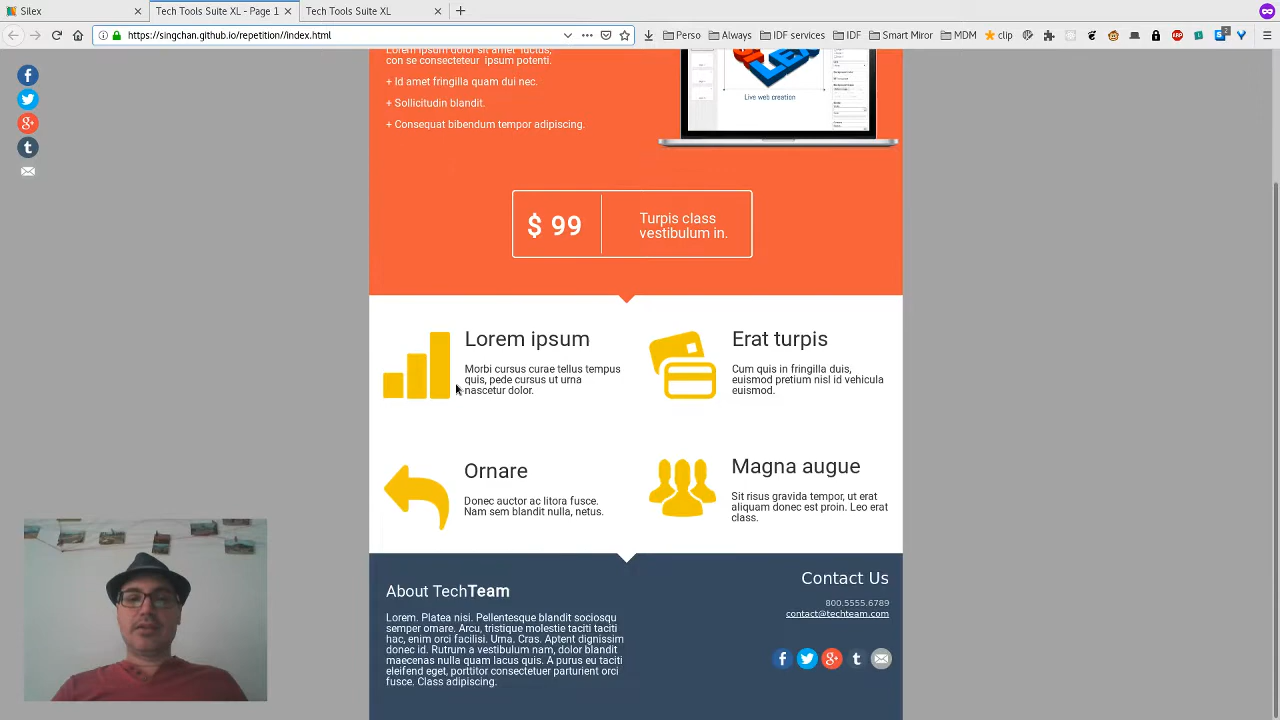 Silex
Tech Tools Suite XL - Page 1
Tech Tools Suite XL
https://singchan.github.io/repetition//index.html
Perso
Always
IDF services
IDF
Smart Miror
MDM
clip
2
Lorem ipsum dolor sit amet luctus,
con se consecteteur ipsum potenti.
+ Id amet fringilla quam dui nec.
+ Sollicitudin blandit.
+ Consequat bibendum tempor adipiscing.
Live web creation
$ 99
Turpis class
vestibulum in.
Lorem ipsum
Morbi cursus curae tellus tempus
quis, pede cursus ut urna
nascetur dolor.
Erat turpis
Cum quis in fringilla duis,
euismod pretium nisl id vehicula
euismod.
Ornare
Donec auctor ac litora fusce.
Nam sem blandit nulla, netus.
Magna augue
Sit risus gravida tempor, ut erat
aliquam donec est proin. Leo erat
class.
About TechTeam
Lorem. Platea nisi. Pellentesque blandit sociosqu
semper ornare. Arcu, tristique molestie taciti taciti
hac, enim orci facilisi. Urna. Cras. Aptent dignissim
donec id. Rutrum a vestibulum nam, dolor blandit
maecenas nulla quam lacus quis. A purus eu taciti
eleifend eget, porttitor consectetuer parturient orci
fusce. Class adipiscing.
Contact Us
800.5555.6789
contact@techteam.com